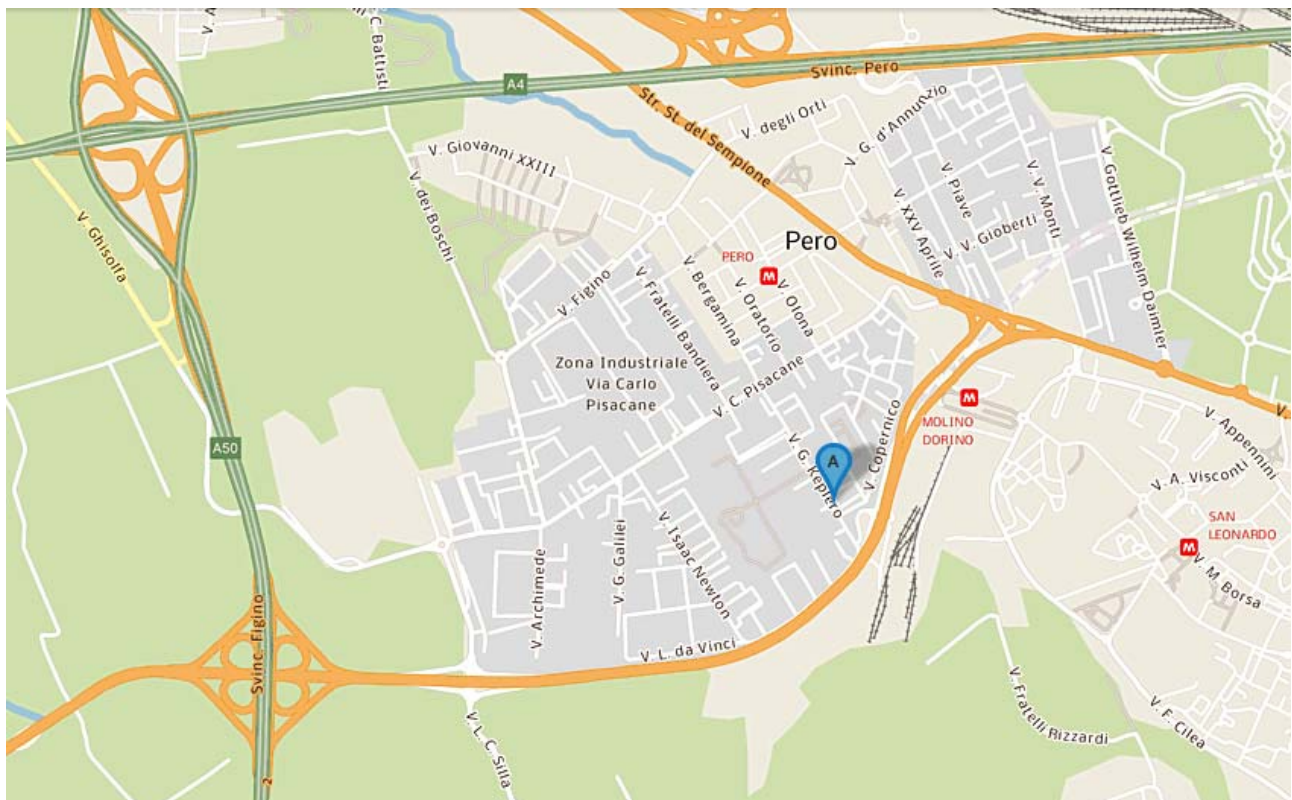 V. A
C. Battisti
A4
Svinc. Pero
Str. St. del Sempione
V. degli Orti
V. G. d'Annunzio
V. Giovanni XXIII
V. dei Boschi
V. Ghisolfa
V. Piave
V. V. Monti
V. Gottlieb Wilhelm Daimler
V. XXV Aprile
V. V. Gioberti
Pero
PERO
M
V. Figino
V. Fratelli Bandiera
V. Bergamina
V. Oratorio
V. Olona
Zona Industriale
Via Carlo
Pisacane
V. C. Pisacane
M
MOLINO
DORINO
V. Copernico
V. G. Keplero
A
A50
V. Appennini
V.
V. A. Visconti
SAN
LEONARDO
M
V. M. Borsa
V. Isaac Newton
V. G. Galilei
V. Archimede
V. L. da Vinci
Svinc. Figino
V. L. C. Silla
V. Fratelli Rizzardi
V. F. Cilea
2